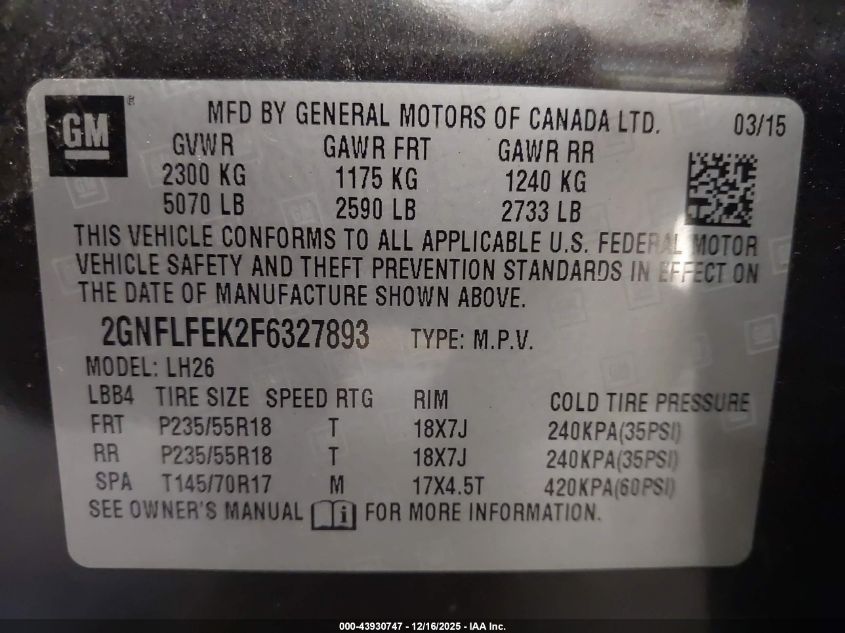 GM ®
MFD BY GENERAL MOTORS OF CANADA LTD. 03/15
GVWR GAWR FRT GAWR RR
2300 KG 1175 KG 1240 KG
5070 LB 2590 LB 2733 LB
THIS VEHICLE CONFORMS TO ALL APPLICABLE U.S. FEDERAL MOTOR
VEHICLE SAFETY AND THEFT PREVENTION STANDARDS IN EFFECT ON
THE DATE OF MANUFACTURE SHOWN ABOVE.
2GNFLFEK2F6327893 TYPE: M.P.V.
MODEL: LH26
LBB4 TIRE SIZE SPEED RTG RIM COLD TIRE PRESSURE
FRT P235/55R18 T 18X7J 240KPA(35PSI)
RR P235/55R18 T 18X7J 240KPA(35PSI)
SPA T145/70R17 M 17X4.5T 420KPA(60PSI)
SEE OWNER'S MANUAL i FOR MORE INFORMATION.
000-43930747 - 12/16/2025 - IAA Inc.